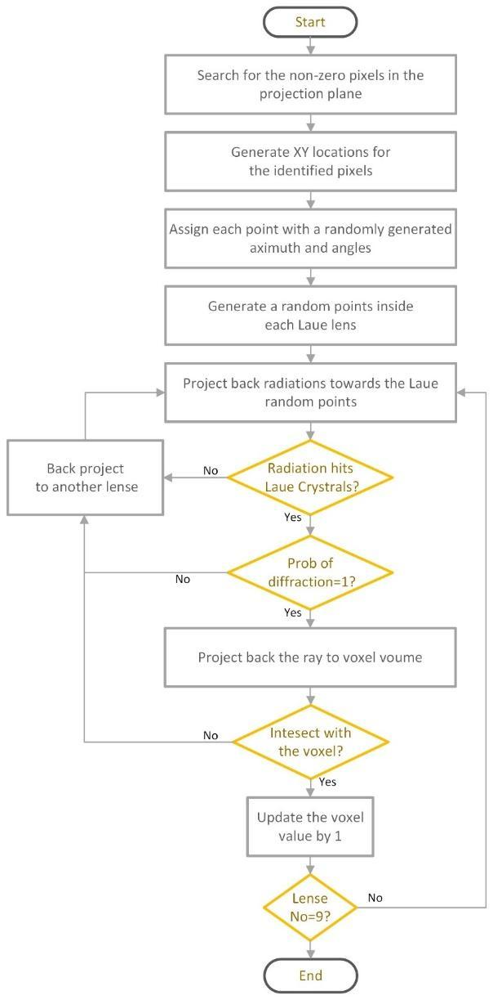 Start
Search for the non-zero pixels in the
projection plane
Generate XY locations for
the identified pixels
Assign each point with a randomly generated
aximuth and angles
Generate a random points inside
each Laue lens
Project back radiations towards the Laue
random points
Back project
to another lense
No
Radiation hits
Laue Crystrals?
Yes
Prob of
diffraction=1?
No
Yes
Project back the ray to voxel voume
No
Intesect with
the voxel?
Yes
Update the voxel
value by 1
Lense
No=9?
No
End